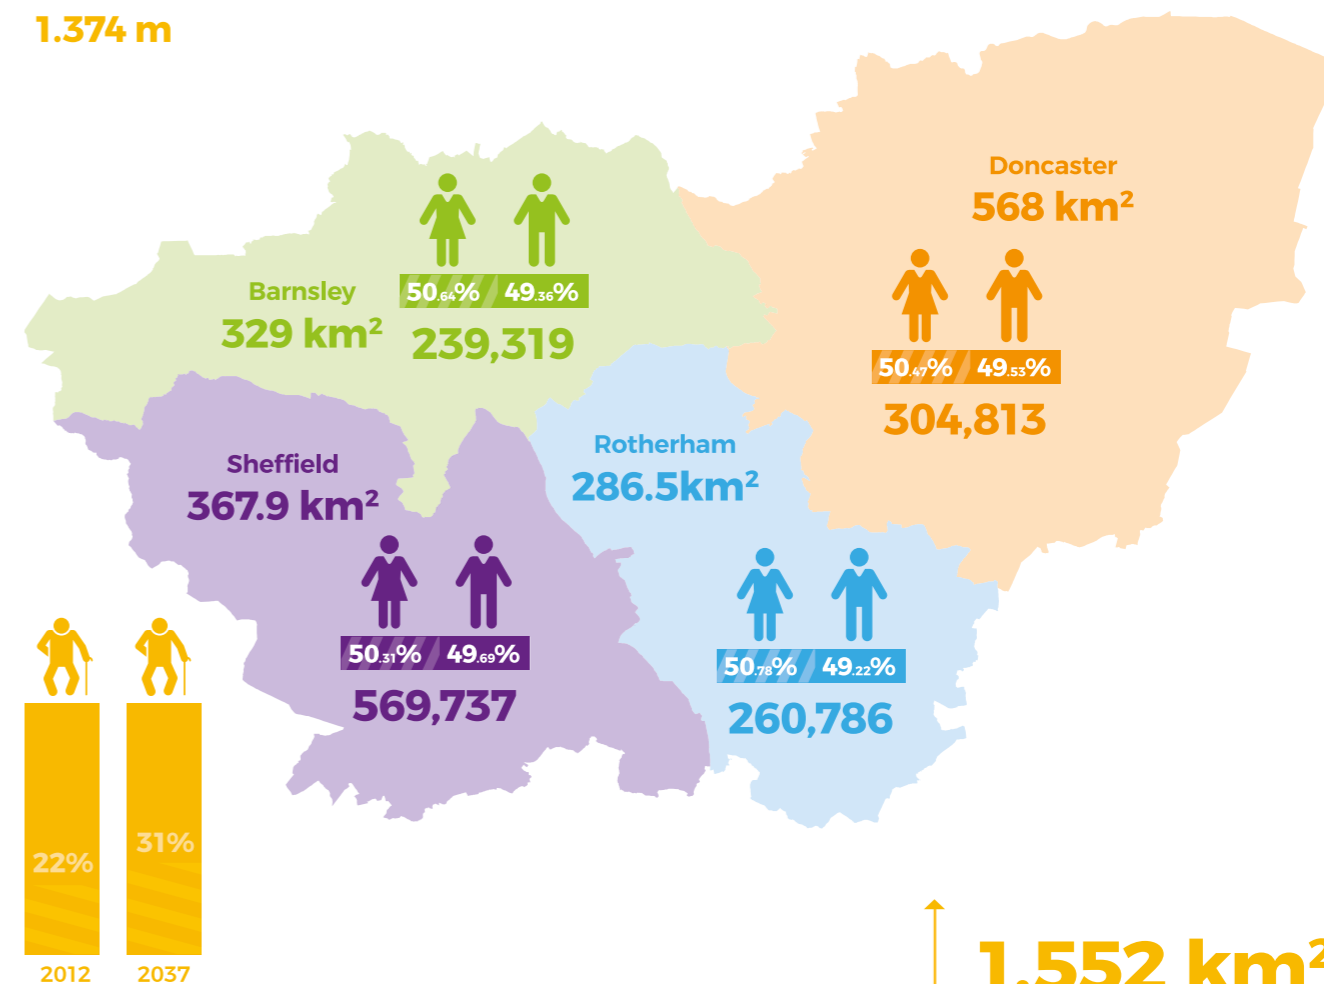 1.374 m
Doncaster
568 km²
50.47% 49.53%
304,813
Barnsley
329 km²
50.64% 49.36%
239,319
Rotherham
286.5km²
50.78% 49.22%
260,786
Sheffield
367.9 km²
50.31% 49.69%
569,737
22%
31%
2012
2037
1.552 km²